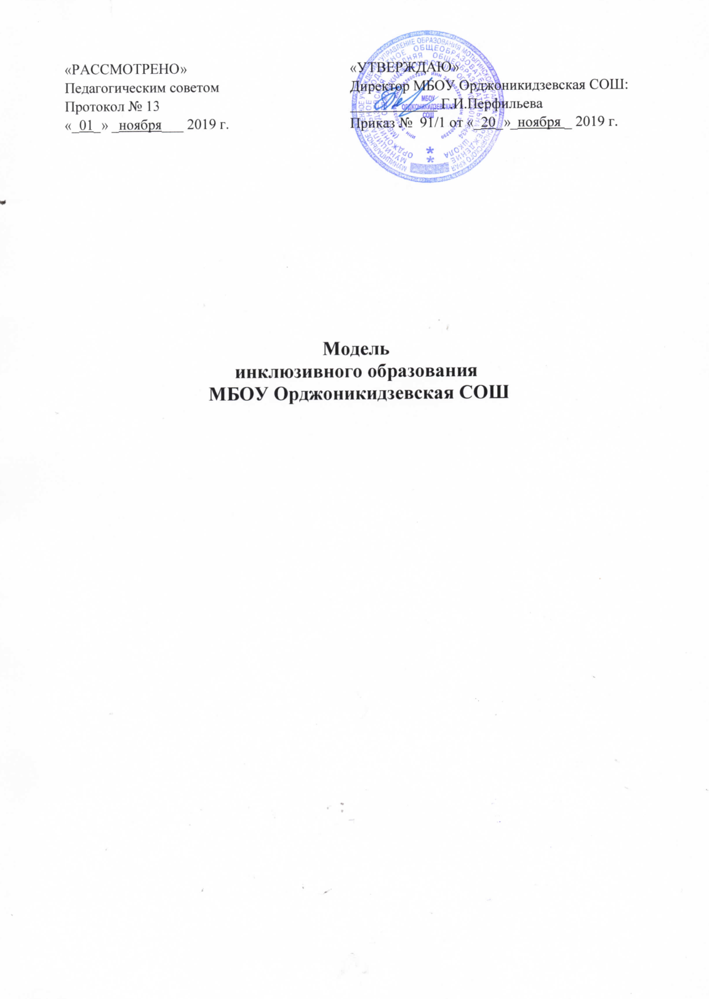 «РАССМОТРЕНО»
Педагогическим советом
Протокол № 13
«_01_» _ноября___ 2019 г.
«УТВЕРЖДАЮ»
Директор МБОУ Орджоникидзевская СОШ:
____________ Г.И.Перфильева
Приказ № 91/1 от «_20_»_ноября_ 2019 г.
МБОУ
ОРДЖОНИКИДЗЕВСКАЯ
СОШ
Модель
инклюзивного образования
МБОУ Орджоникидзевская СОШ